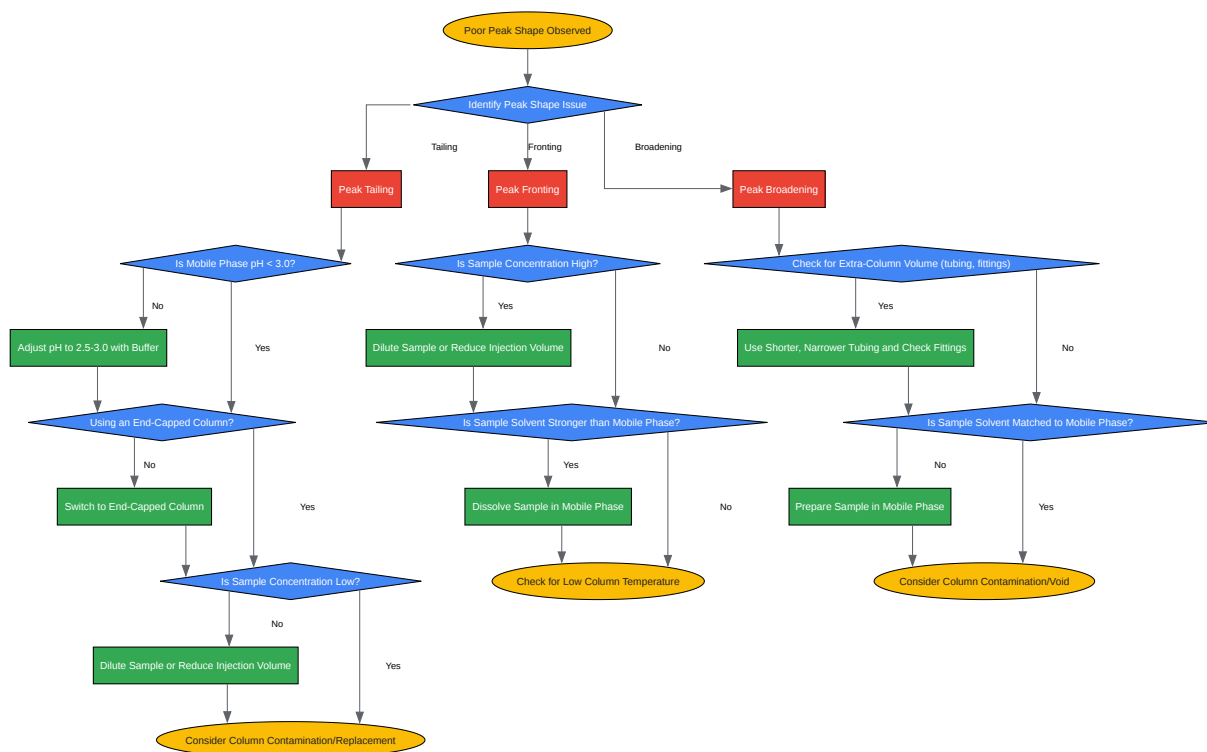 Poor Peak Shape Observed
Identify Peak Shape Issue
Tailing
Fronting
Broadening
Peak Tailing
Peak Fronting
Peak Broadening
Is Mobile Phase pH < 3.0?
Is Sample Concentration High?
Check for Extra-Column Volume (tubing, fittings)
No
Yes
Yes
Adjust pH to 2.5-3.0 with Buffer
Yes
Dilute Sample or Reduce Injection Volume
No
Use Shorter, Narrower Tubing and Check Fittings
No
Using an End-Capped Column?
Is Sample Solvent Stronger than Mobile Phase?
Is Sample Solvent Matched to Mobile Phase?
No
Yes
No
Switch to End-Capped Column
Yes
Dissolve Sample in Mobile Phase
No
Prepare Sample in Mobile Phase
Yes
Is Sample Concentration Low?
Check for Low Column Temperature
Consider Column Contamination/Void
No
Dilute Sample or Reduce Injection Volume
Yes
Consider Column Contamination/Replacement